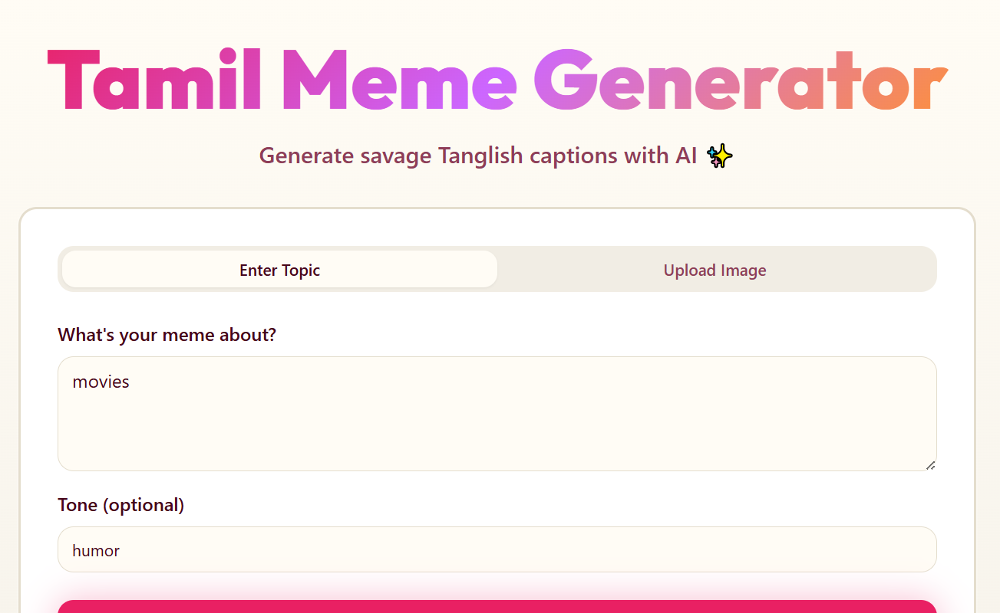 Tamil Meme Generator
Generate savage Tanglish captions with AI ✨
Enter Topic
Upload Image
What's your meme about?
movies
Tone (optional)
humor